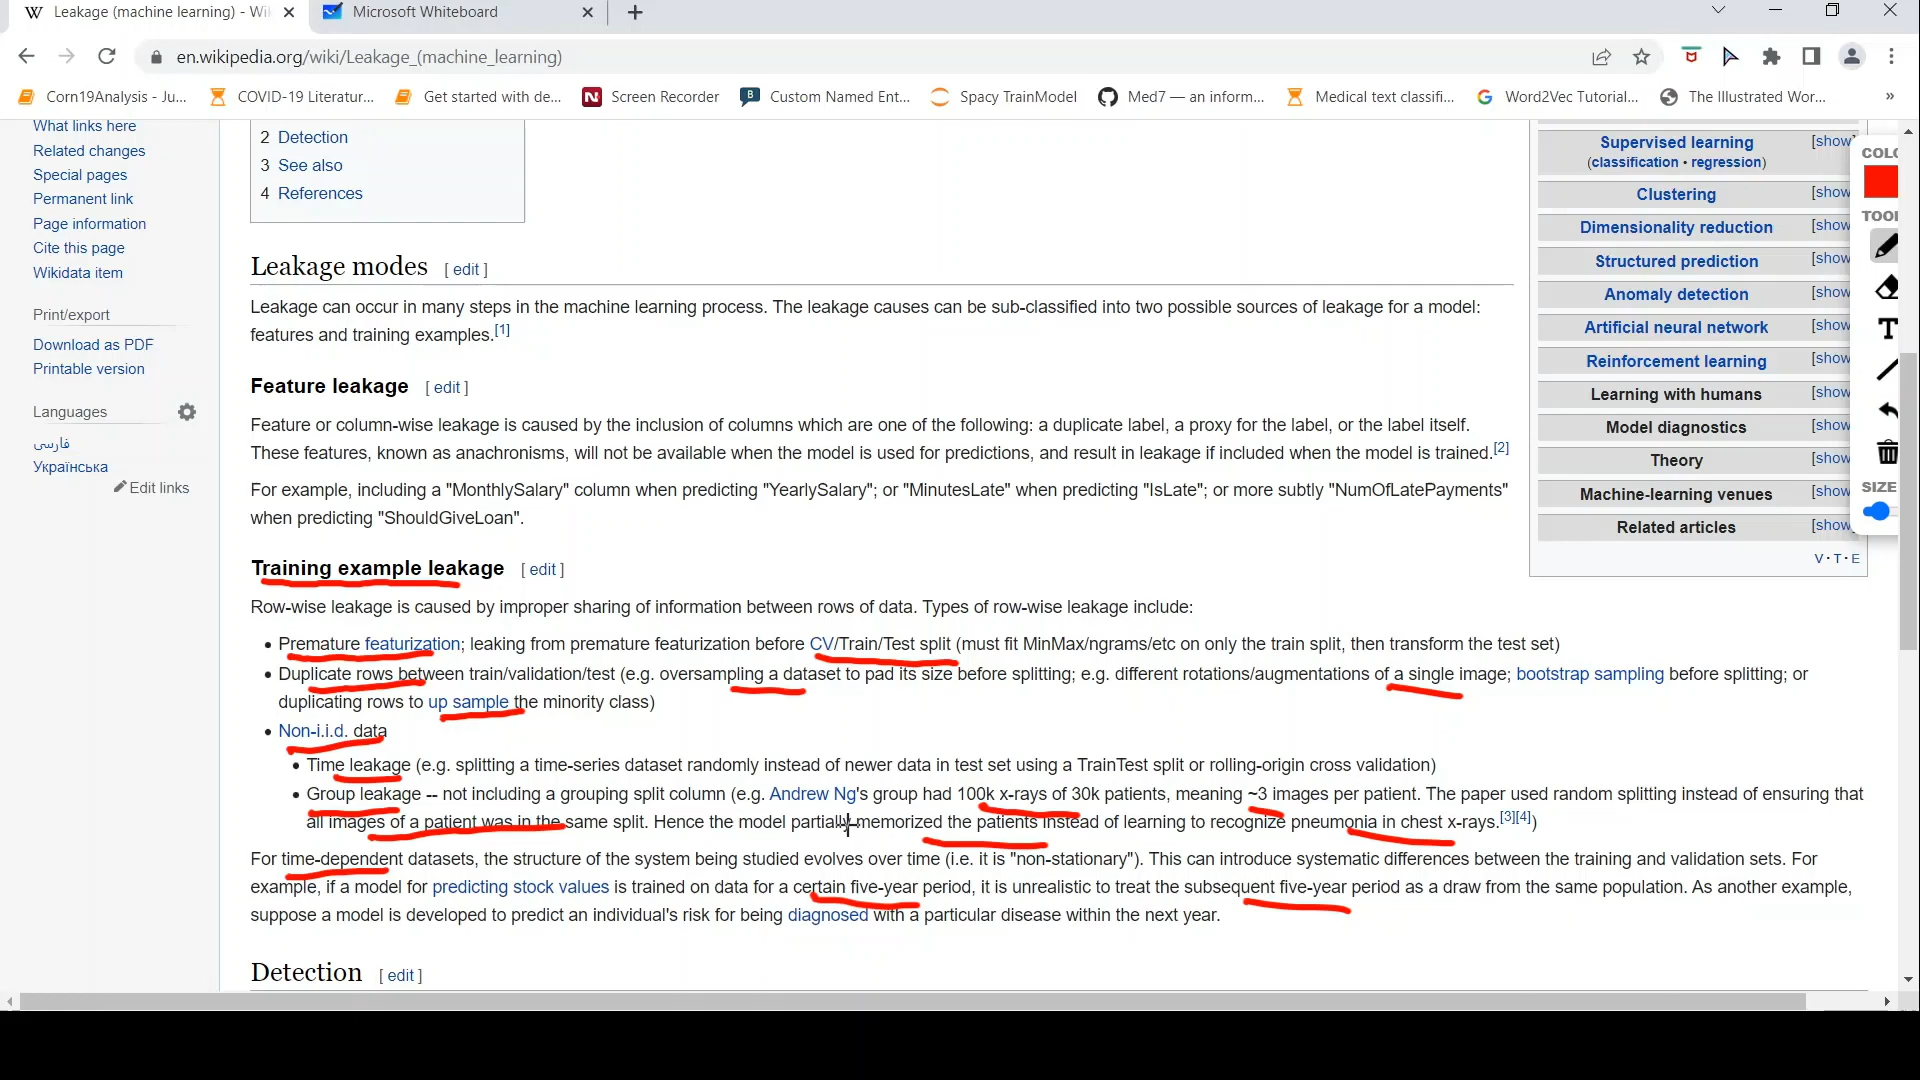 Leakage (machine learning) - Wi
Microsoft Whiteboard
en.wikipedia.org/wiki/Leakage_(machine_learning)
Corn19Analysis - Ju...
COVID-19 Literatur...
Get started with de...
Screen Recorder
Custom Named Ent...
Spacy TrainModel
Med7 — an inform...
Medical text classifi...
Word2Vec Tutorial...
The Illustrated Wor...
»
What links here
Related changes
Special pages
Permanent link
Page information
Cite this page
Wikidata item
Print/export
Download as PDF
Printable version
Languages
فارسی
Українська
Edit links
2 Detection
3 See also
4 References
Leakage modes [ edit ]
Leakage can occur in many steps in the machine learning process. The leakage causes can be sub-classified into two possible sources of leakage for a model:
features and training examples.[1]
Feature leakage [ edit ]
Feature or column-wise leakage is caused by the inclusion of columns which are one of the following: a duplicate label, a proxy for the label, or the label itself.
These features, known as anachronisms, will not be available when the model is used for predictions, and result in leakage if included when the model is trained.[2]
For example, including a "MonthlySalary" column when predicting "YearlySalary"; or "MinutesLate" when predicting "IsLate"; or more subtly "NumOfLatePayments"
when predicting "ShouldGiveLoan".
Training example leakage [ edit ]
Row-wise leakage is caused by improper sharing of information between rows of data. Types of row-wise leakage include:
• Premature featurization; leaking from premature featurization before CV/Train/Test split (must fit MinMax/ngrams/etc on only the train split, then transform the test set)
• Duplicate rows between train/validation/test (e.g. oversampling a dataset to pad its size before splitting; e.g. different rotations/augmentations of a single image; bootstrap sampling before splitting; or
duplicating rows to up sample the minority class)
• Non-i.i.d. data
• Time leakage (e.g. splitting a time-series dataset randomly instead of newer data in test set using a TrainTest split or rolling-origin cross validation)
• Group leakage -- not including a grouping split column (e.g. Andrew Ng's group had 100k x-rays of 30k patients, meaning ~3 images per patient. The paper used random splitting instead of ensuring that
all images of a patient was in the same split. Hence the model partially memorized the patients instead of learning to recognize pneumonia in chest x-rays.[3][4])
For time-dependent datasets, the structure of the system being studied evolves over time (i.e. it is "non-stationary"). This can introduce systematic differences between the training and validation sets. For
example, if a model for predicting stock values is trained on data for a certain five-year period, it is unrealistic to treat the subsequent five-year period as a draw from the same population. As another example,
suppose a model is developed to predict an individual's risk for being diagnosed with a particular disease within the next year.
Detection [ edit ]
Supervised learning [show]
(classification • regression)
Clustering [show
Dimensionality reduction [show
Structured prediction [show
Anomaly detection [show
Artificial neural network [show
Reinforcement learning [show
Learning with humans [show
Model diagnostics [show
Theory [show
Machine-learning venues [show
Related articles [show]
V · T · E
COLO
TOOL
T
SIZE